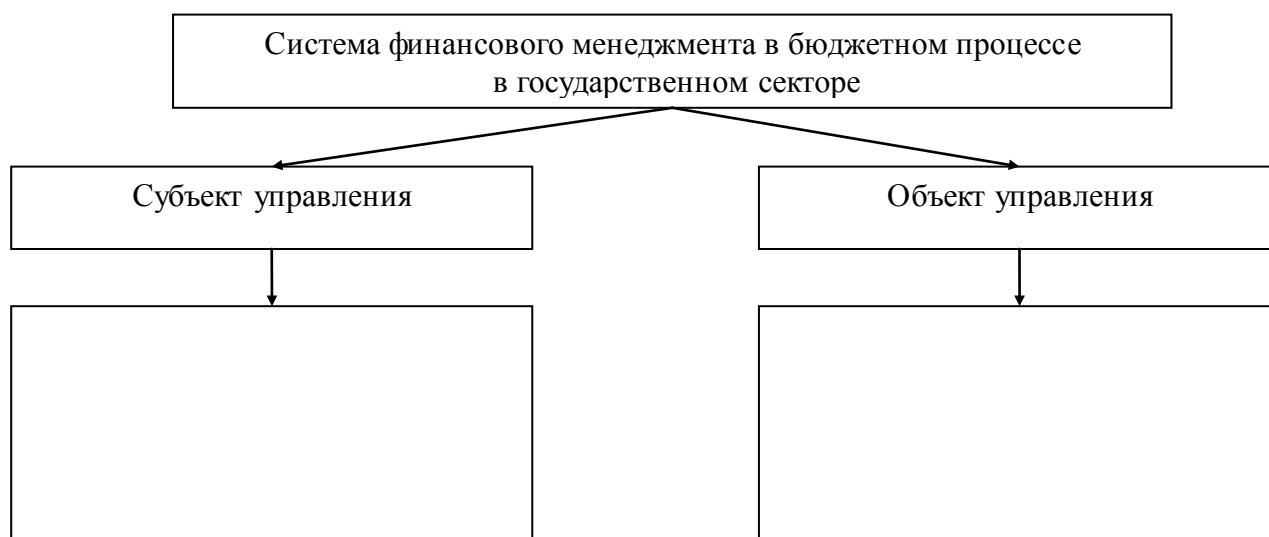 Система финансового менеджмента в бюджетном процессе
в государственном секторе
Субъект управления
Объект управления